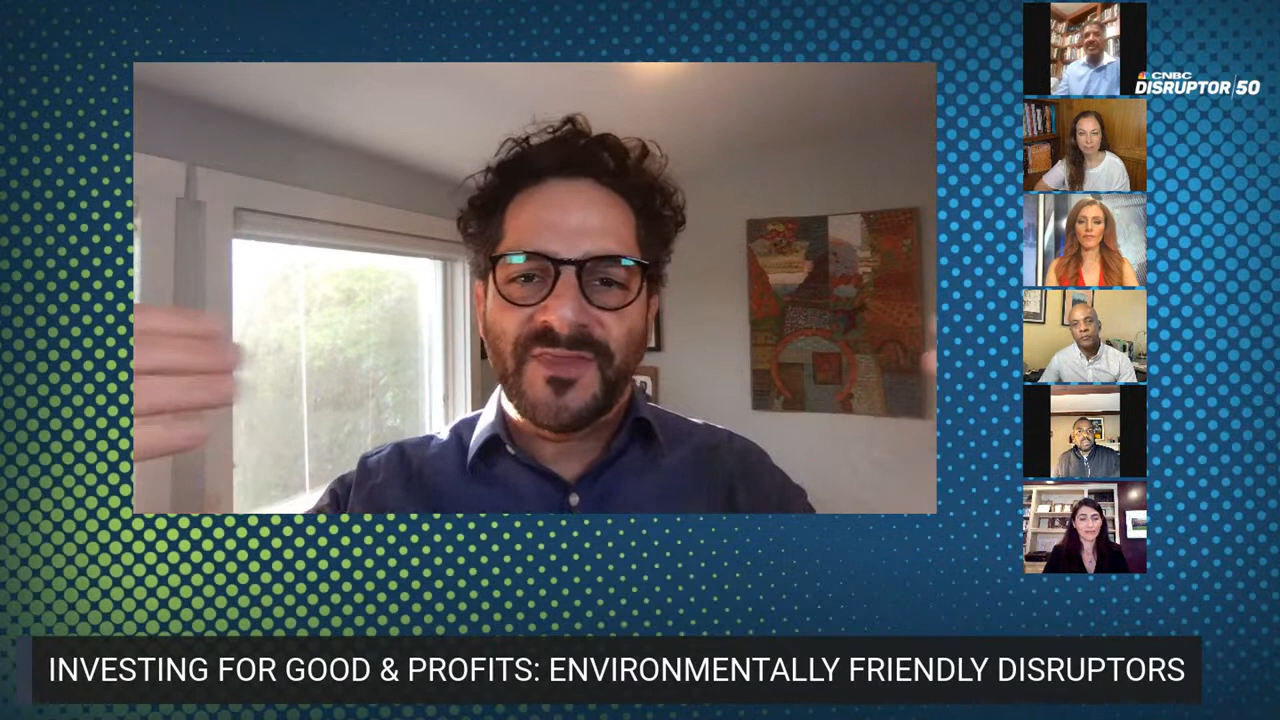 CNBC
DISRUPTOR/50
INVESTING FOR GOOD & PROFITS: ENVIRONMENTALLY FRIENDLY DISRUPTORS